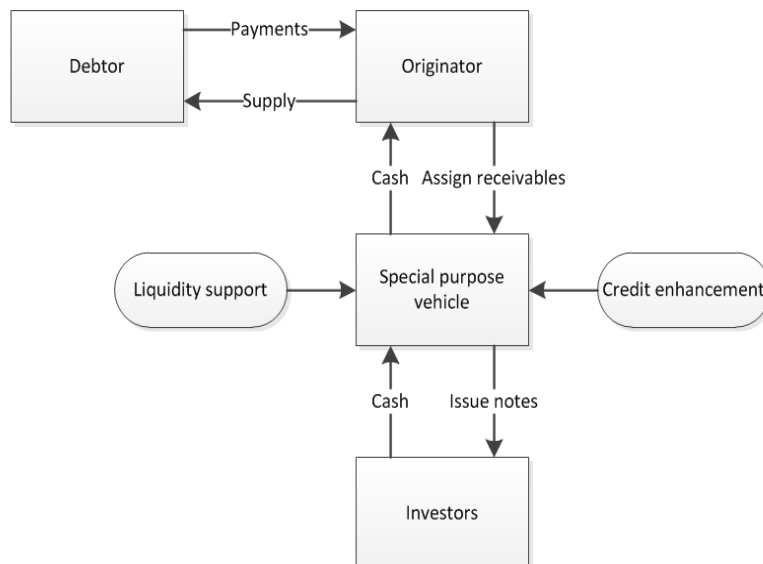 Payments
Debtor
Originator
Supply
Cash
Assign receivables
Liquidity support
Special purpose
vehicle
Credit enhancement
Cash
Issue notes
Investors